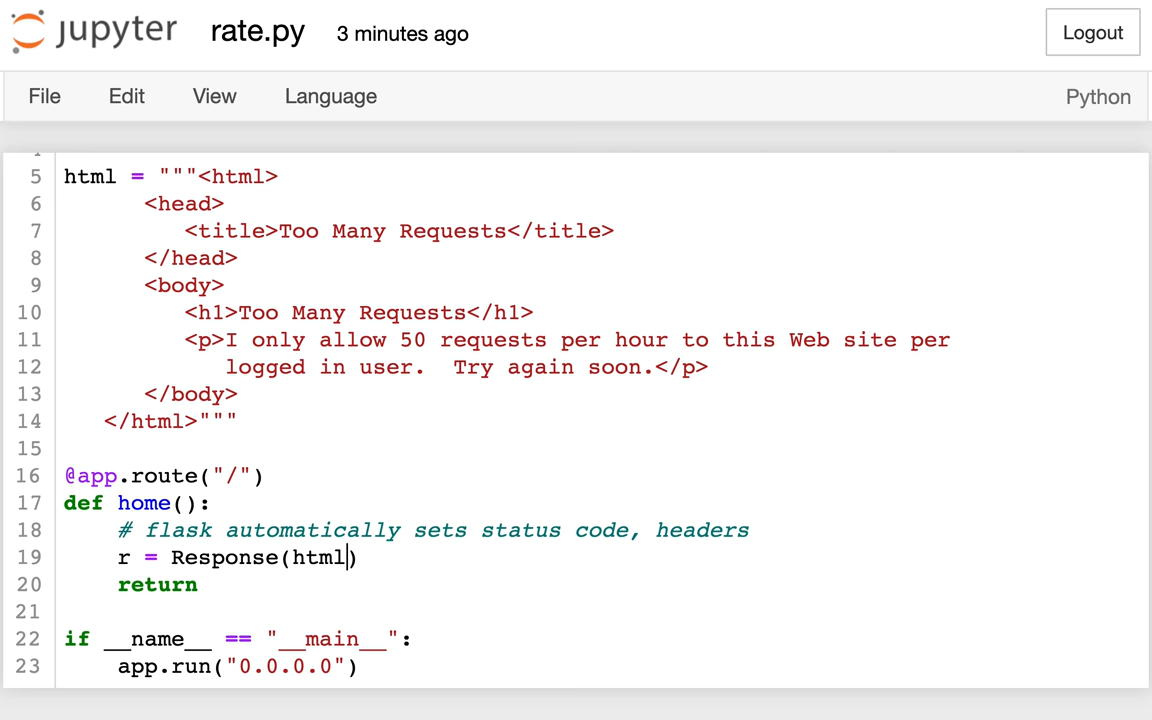 jupyter rate.py 3 minutes ago Logout
File Edit View Language Python
5 html = """<html>
6 <head>
7 <title>Too Many Requests</title>
8 </head>
9 <body>
10 <h1>Too Many Requests</h1>
11 <p>I only allow 50 requests per hour to this Web site per
12 logged in user.  Try again soon.</p>
13 </body>
14 </html>"""
15
16 @app.route("/")
17 def home():
18 # flask automatically sets status code, headers
19 r = Response(html)
20 return
21
22 if __name__ == "__main__":
23 app.run("0.0.0.0")